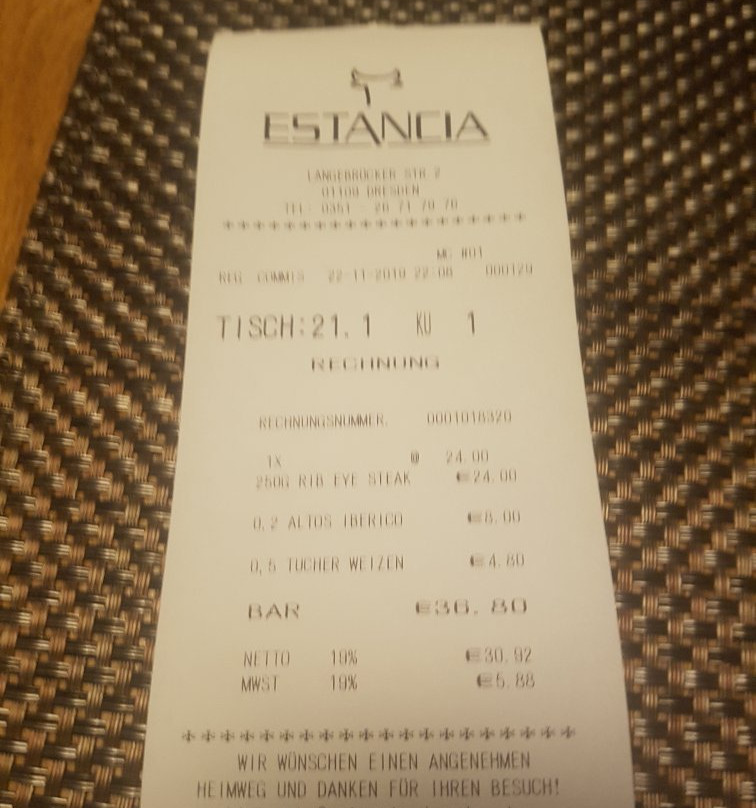 ESTANCIA
LANGEBRÜCKER STR 2
01109 DRESDEN
TEL: 0351 - 26 71 79 70
********************
MC #01
REG COMMIS 22-11-2019 22:08 000129
TISCH:21.1 KU 1
RECHNUNG
RECHNUNGSNUMMER. 0001018320
1X @ 24.00
250G RIB EYE STEAK €24.00
0,2 ALTOS IBERICO €8.00
0,5 TUCHER WEIZEN €4.80
BAR €36.80
NETTO 19% €30.92
MWST 19% €5.88
********************
WIR WÜNSCHEN EINEN ANGENEHMEN
HEIMWEG UND DANKEN FÜR IHREN BESUCH!